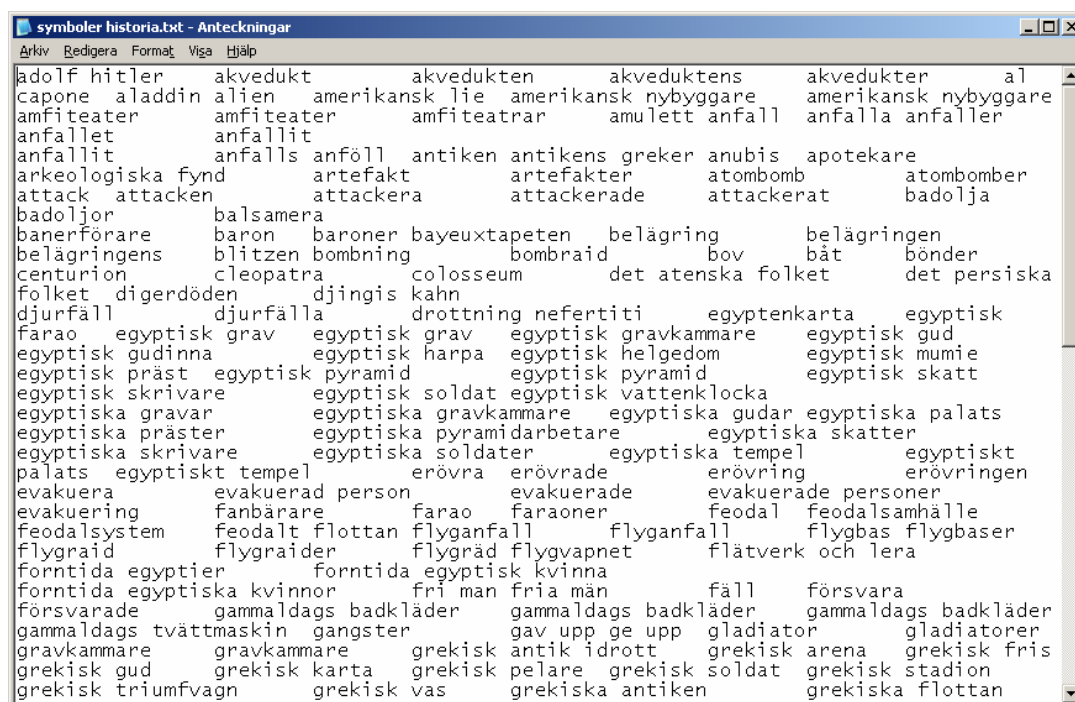 symboler historia.txt - Anteckningar
Arkiv Redigera Format Visa Hjälp
adolf hitler akvedukt akvedukten akveduktens akvedukter al
capone aladdin alien amerikansk lie amerikansk nybyggare amerikansk nybyggare
amfiteater amfiteater amfiteatrar amulett anfall anfalla anfaller
anfallet anfallit
anfallit anfalls anföll antiken antikens greker anubis apotekare
arkeologiska fynd artefakt artefakter atombomb atombomber
attack attacken attackera attackerade attackerat badolja
badoljor balsamera
banerförare baron baroner bayeuxtapeten belägring belägringen
belägringens blitzen bombning bombraid bov båt bönder
centurion cleopatra colosseum det atenska folket det persiska
folket digerdöden djingis kahn
djurfäll djurfälla drottning nefertiti egyptenkarta egyptisk
farao egyptisk grav egyptisk grav egyptisk gravkammare egyptisk gud
egyptisk gudinna egyptisk harpa egyptisk helgedom egyptisk mumie
egyptisk präst egyptisk pyramid egyptisk pyramid egyptisk skatt
egyptisk skrivare egyptisk soldat egyptisk vattenklocka
egyptiska gravar egyptiska gravkammare egyptiska gudar egyptiska palats
egyptiska präster egyptiska pyramidarbetare egyptiska skatter
egyptiska skrivare egyptiska soldater egyptiska tempel egyptiskt
palats egyptiskt tempel erövra erövrade erövring erövringen
evakuera evakuerad person evakuerade evakuerade personer
evakuering fanbärare farao faraoner feodal feodalsamhälle
feodalsystem feodalt flottan flyganfall flyganfall flygbas flygbaser
flygraid flygraider flygräd flygvapnet flätverk och lera
forntida egyptier forntida egyptisk kvinna
forntida egyptiska kvinnor fri man fria män fäll försvara
försvarade gammaldags badkläder gammaldags badkläder gammaldags badkläder
gammaldags tvättmaskin gangster gav upp ge upp gladiator gladiatorer
gravkammare gravkammare grekisk antik idrott grekisk arena grekisk fris
grekisk gud grekisk karta grekisk pelare grekisk soldat grekisk stadion
grekisk triumfvagn grekisk vas grekiska antiken grekiska flottan